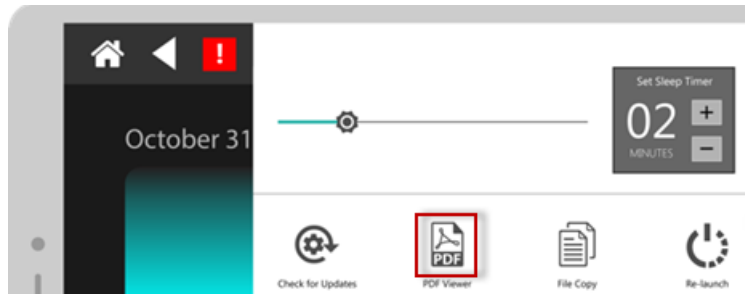 !
October 31
Set Sleep Timer
02
+
MINUTES
−
PDF
Check for Updates
PDF Viewer
File Copy
Re-launch